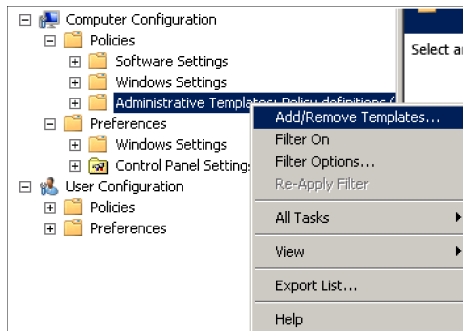 Computer Configuration
Policies
Select a
Software Settings
Windows Settings
Administrative Templates: Policy definitions (
Add/Remove Templates...
Preferences
Filter On
Windows Settings
Filter Options...
Control Panel Setting
Re-Apply Filter
User Configuration
Policies
All Tasks
Preferences
View
Export List...
Help